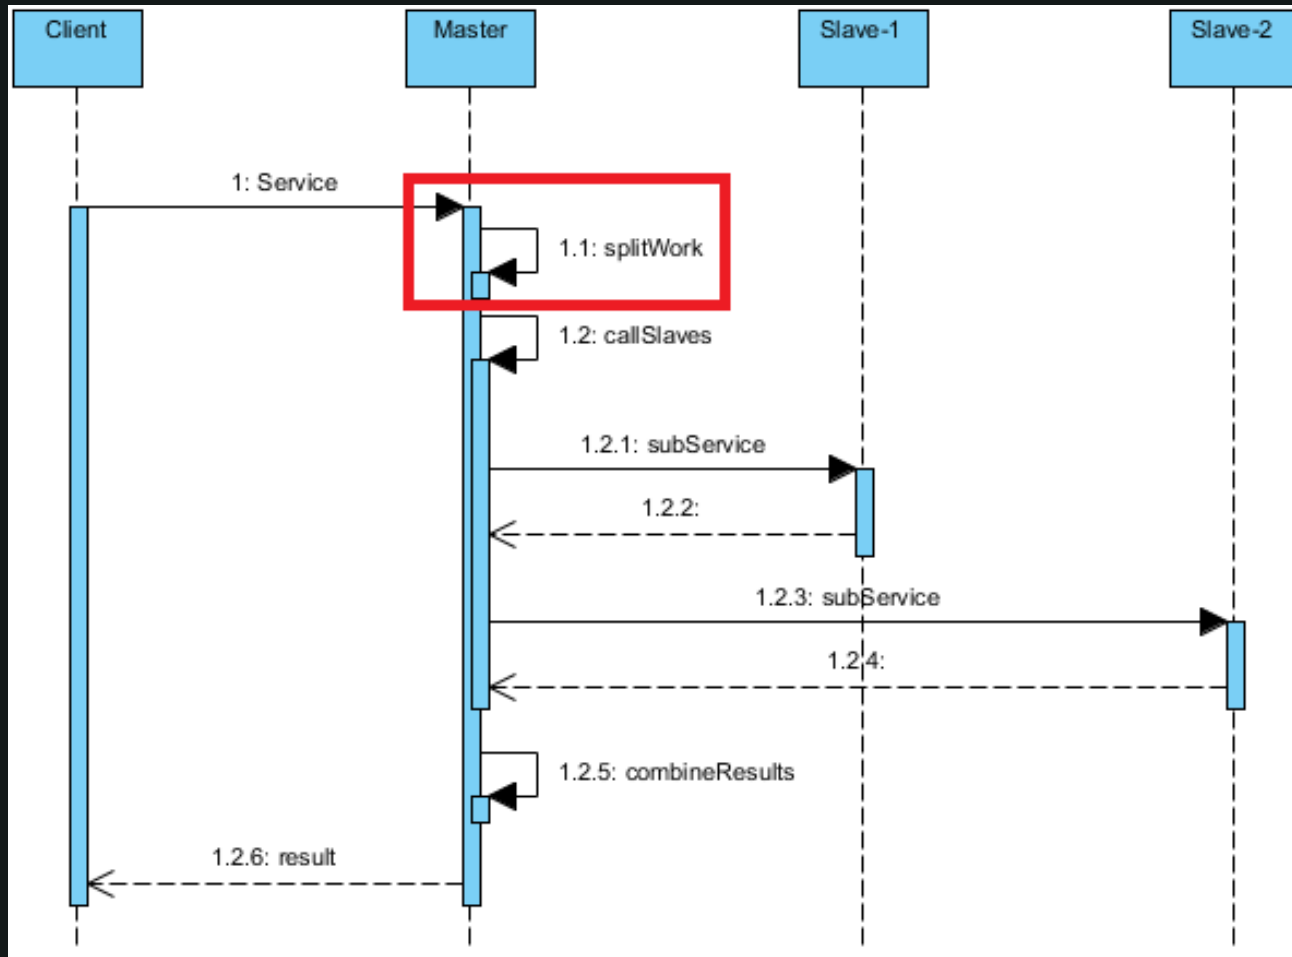 Client
Master
Slave-1
Slave-2
1: Service
1.1: splitWork
1.2: callSlaves
1.2.1: subService
1.2.2:
1.2.3: subService
1.2.4:
1.2.5: combineResults
1.2.6: result